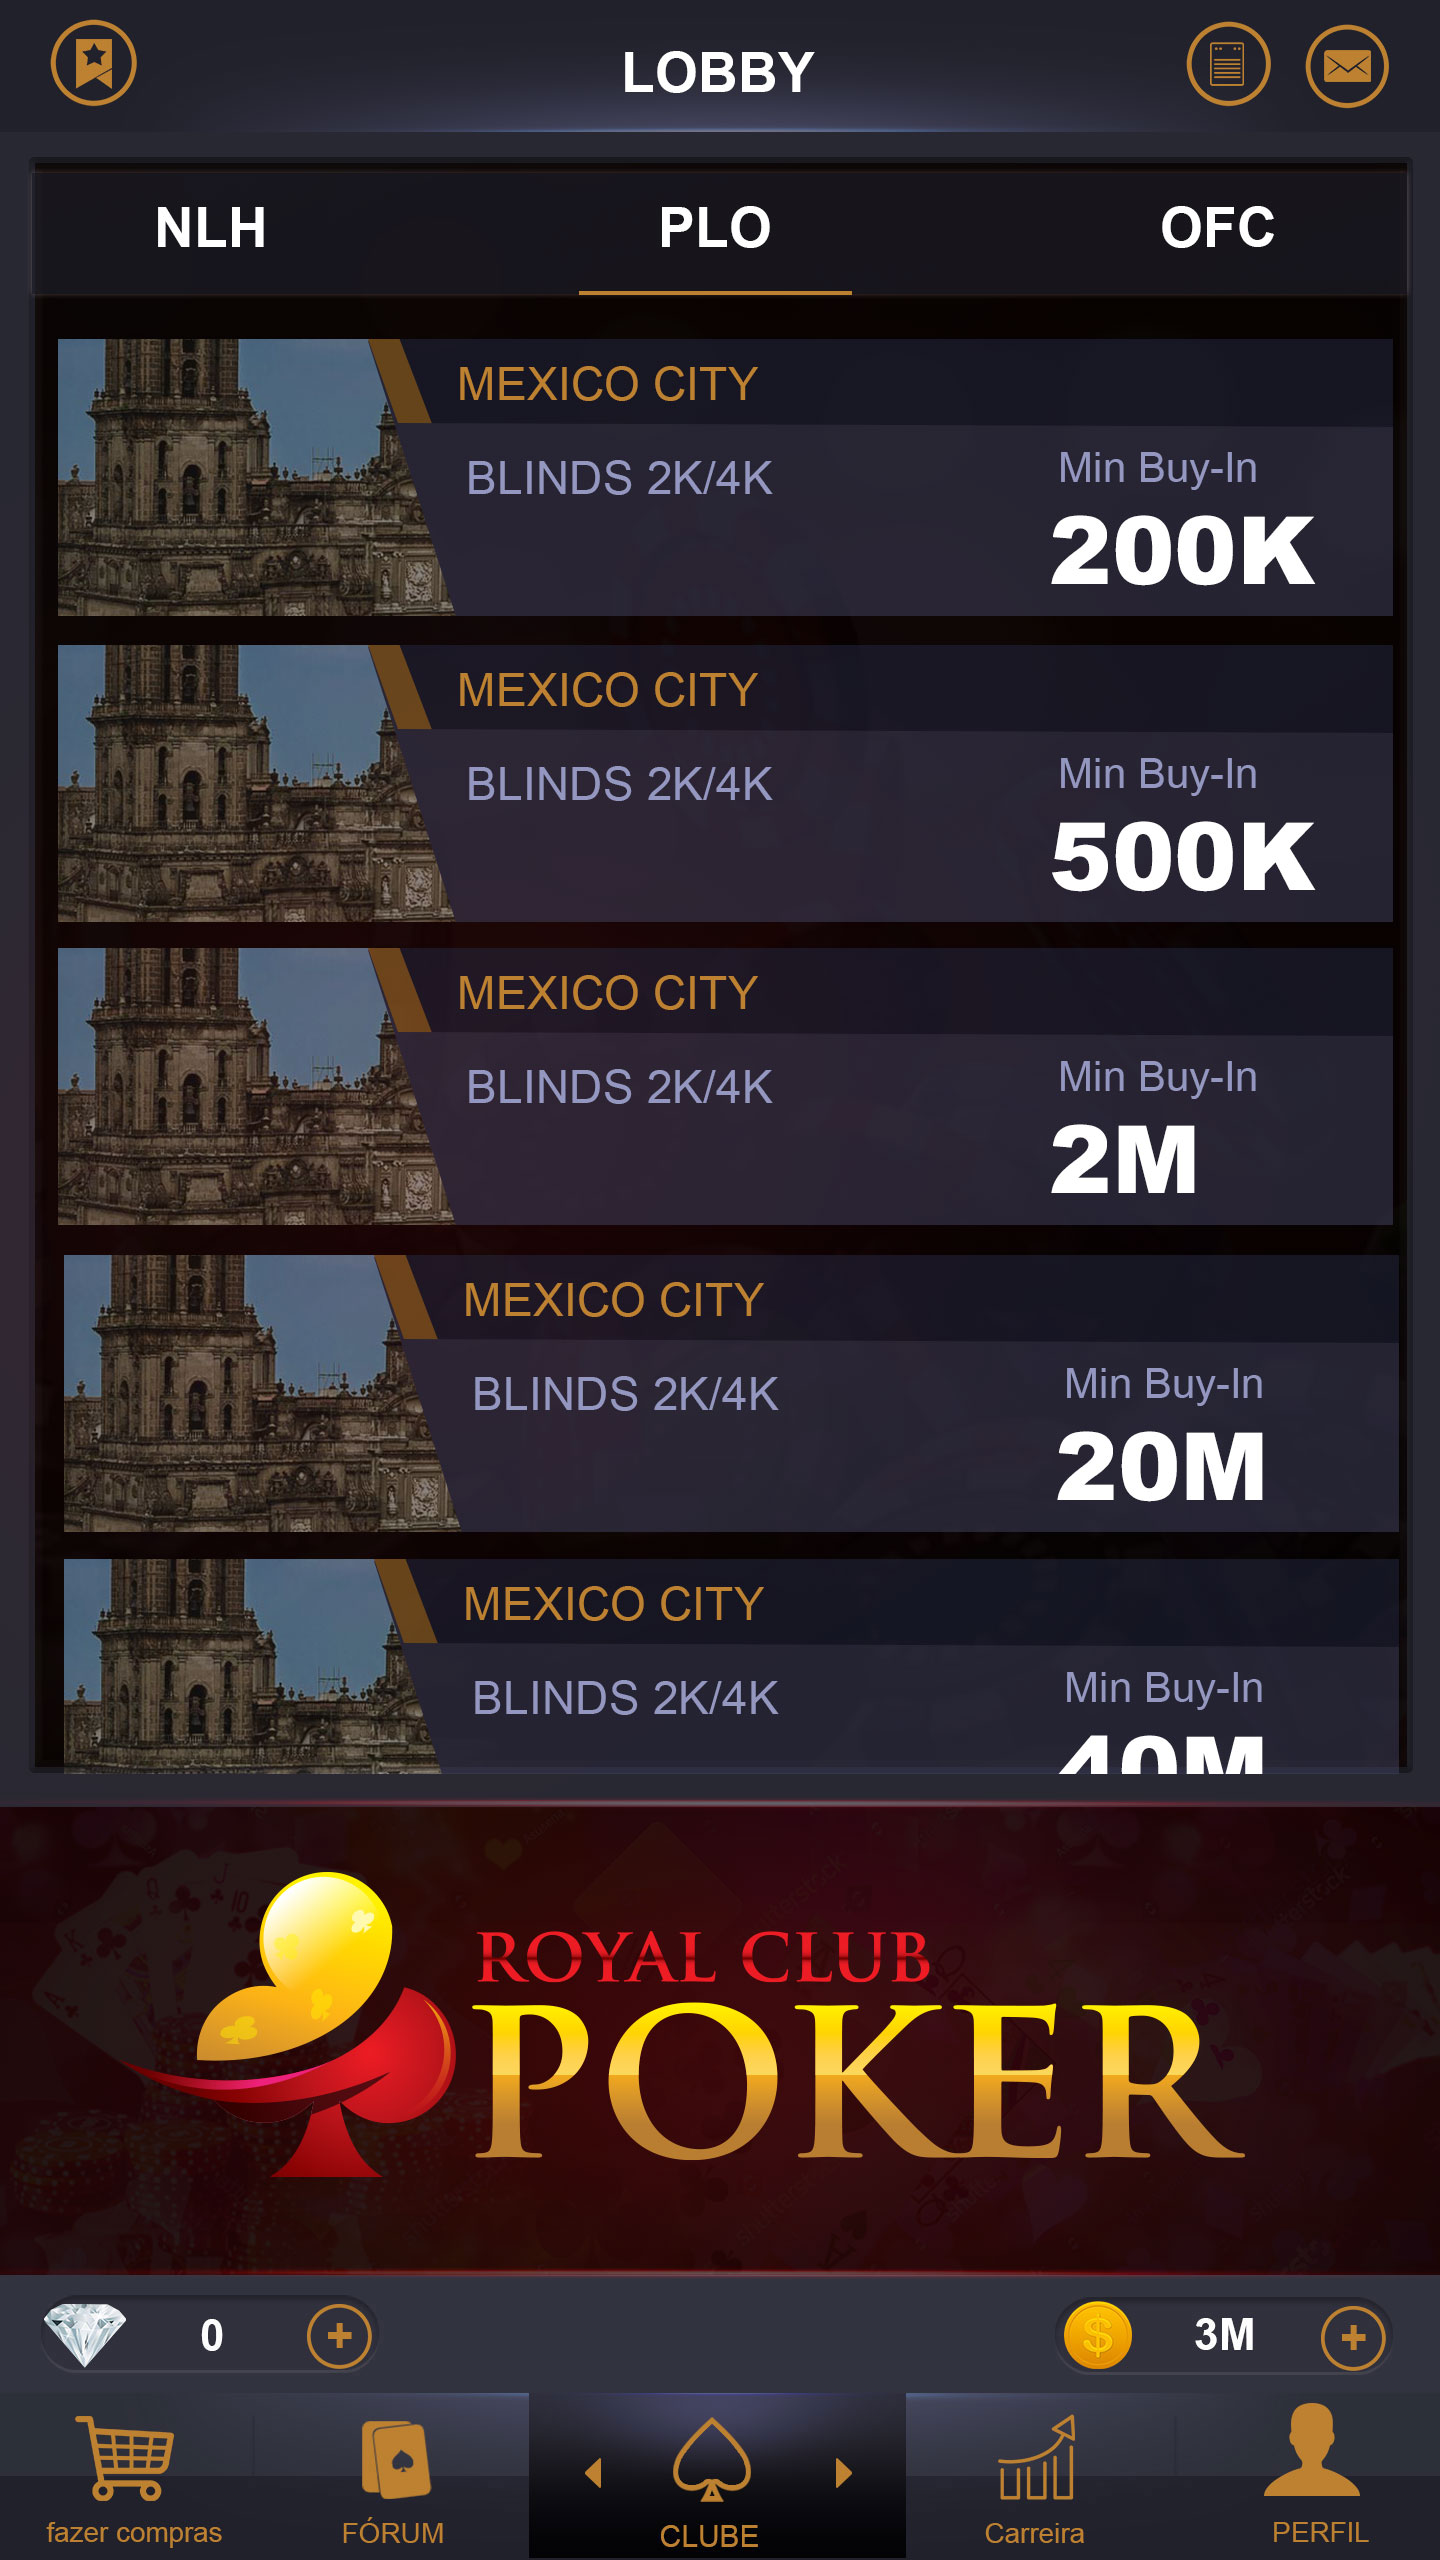 LOBBY
NLH PLO OFC
MEXICO CITY
BLINDS 2K/4K
Min Buy-In
200K
MEXICO CITY
BLINDS 2K/4K
Min Buy-In
500K
MEXICO CITY
BLINDS 2K/4K
Min Buy-In
2M
MEXICO CITY
BLINDS 2K/4K
Min Buy-In
20M
MEXICO CITY
BLINDS 2K/4K
Min Buy-In
40M
ROYAL CLUB
POKER
0
3M
fazer compras FÓRUM CLUBE Carreira PERFIL